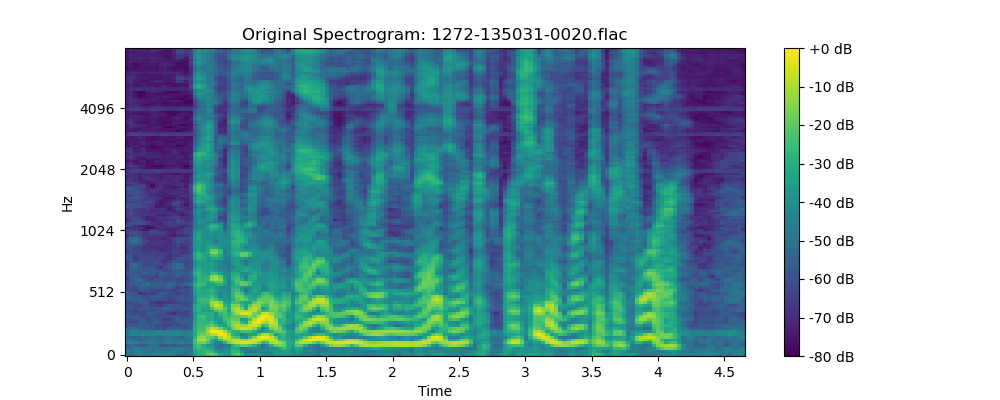 Original Spectrogram: 1272-135031-0020.flac
Hz
4096
2048
1024
512
0
0
0.5
1
1.5
2
2.5
3
3.5
4
4.5
Time
+0 dB
-10 dB
-20 dB
-30 dB
-40 dB
-50 dB
-60 dB
-70 dB
-80 dB